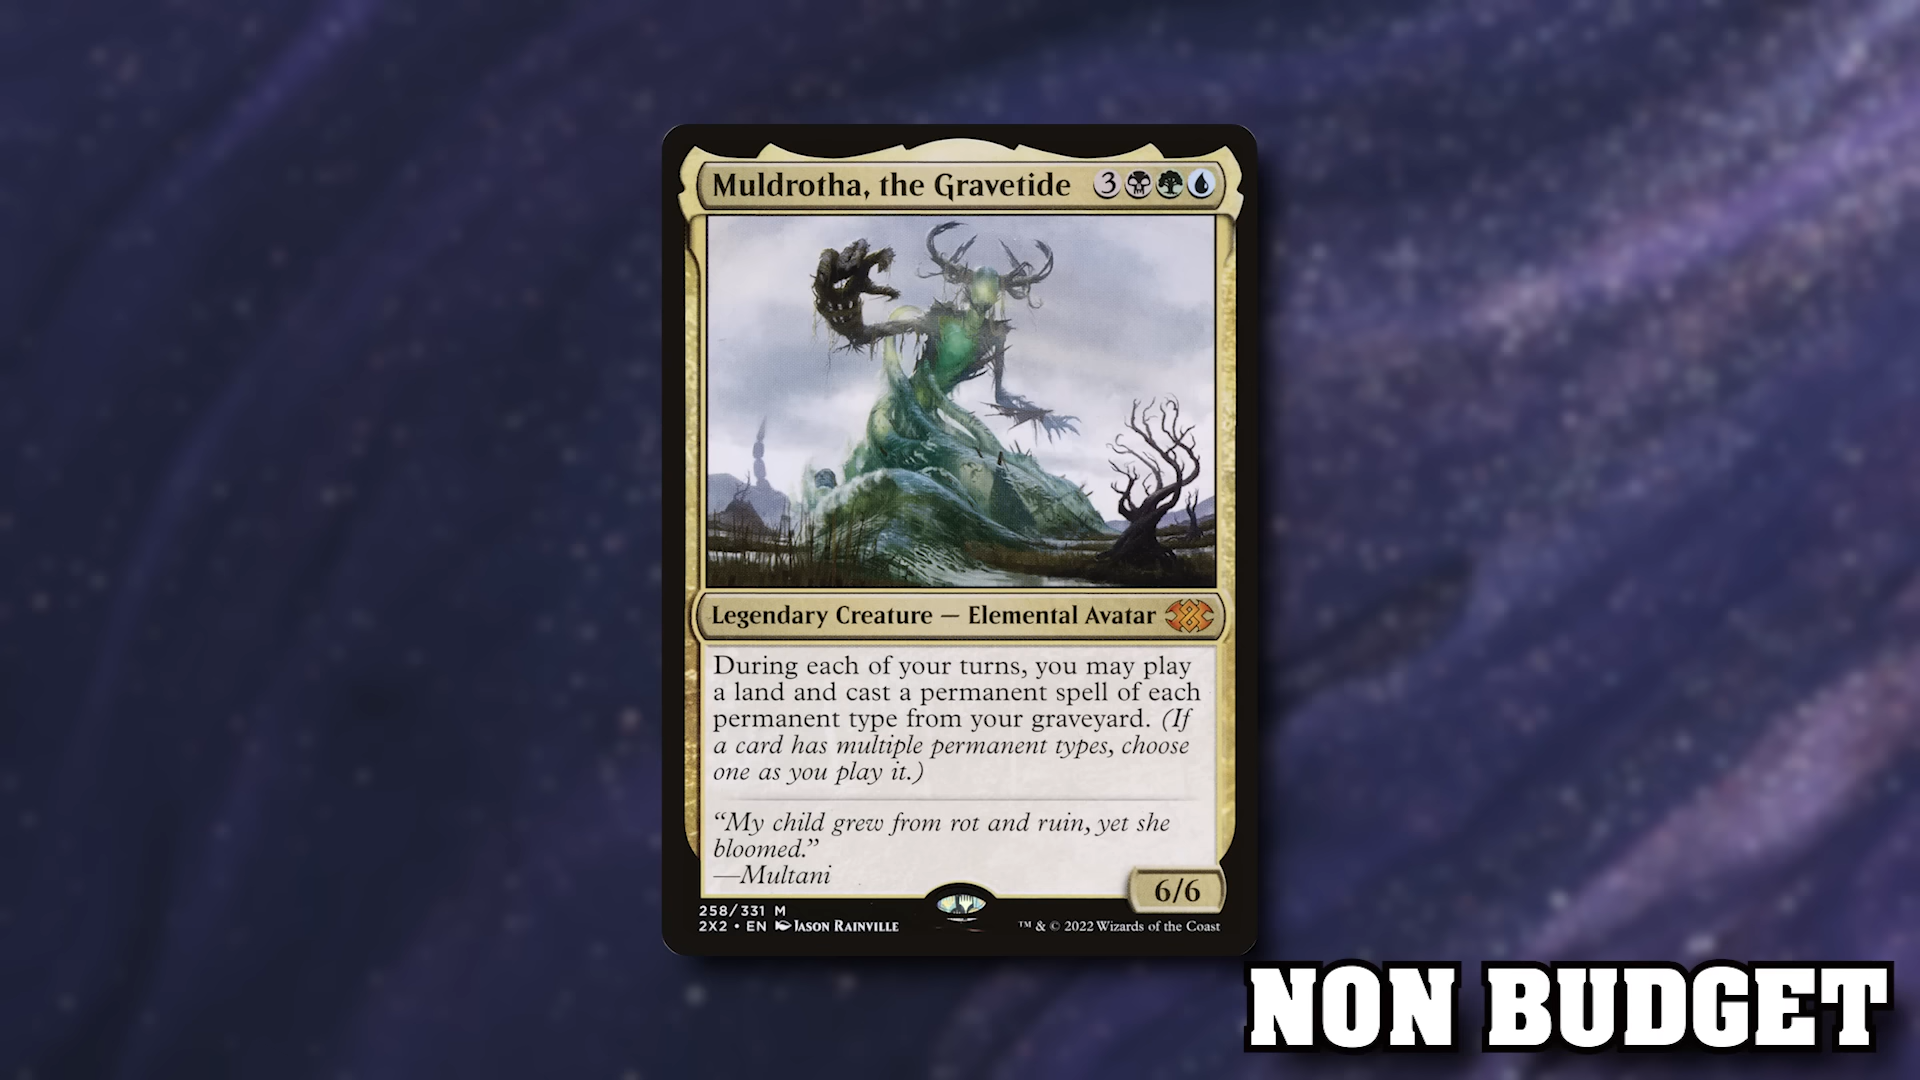 Muldrotha, the Gravetide 3
Legendary Creature — Elemental Avatar
During each of your turns, you may play
a land and cast a permanent spell of each
permanent type from your graveyard. (If
a card has multiple permanent types, choose
one as you play it.)
“My child grew from rot and ruin, yet she
bloomed.”
—Multani
6/6
258/331 M
2X2 • EN Jason Rainville
™ & © 2022 Wizards of the Coast
NON BUDGET